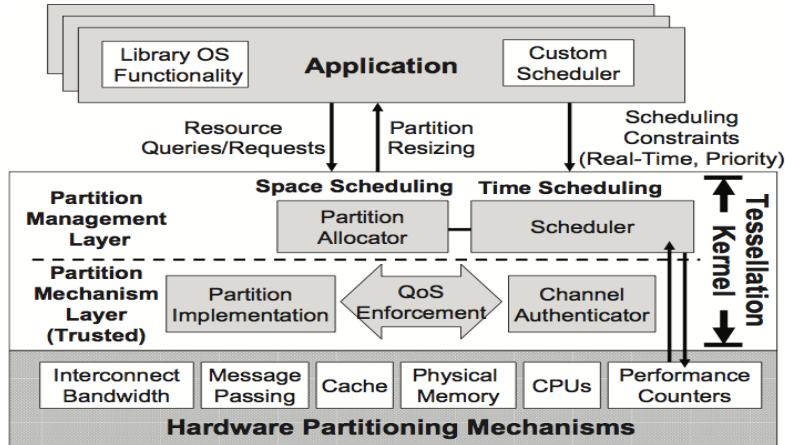 Library OS
Functionality
Application
Custom
Scheduler
Resource
Queries/Requests
Partition
Resizing
Scheduling
Constraints
(Real-Time, Priority)
Partition
Management
Layer
Space Scheduling
Time Scheduling
Partition
Allocator
Scheduler
Tessellation
Kernel
Partition
Mechanism
Layer
(Trusted)
Partition
Implementation
QoS
Enforcement
Channel
Authenticator
Interconnect
Bandwidth
Message
Passing
Cache
Physical
Memory
CPUs
Performance
Counters
Hardware Partitioning Mechanisms